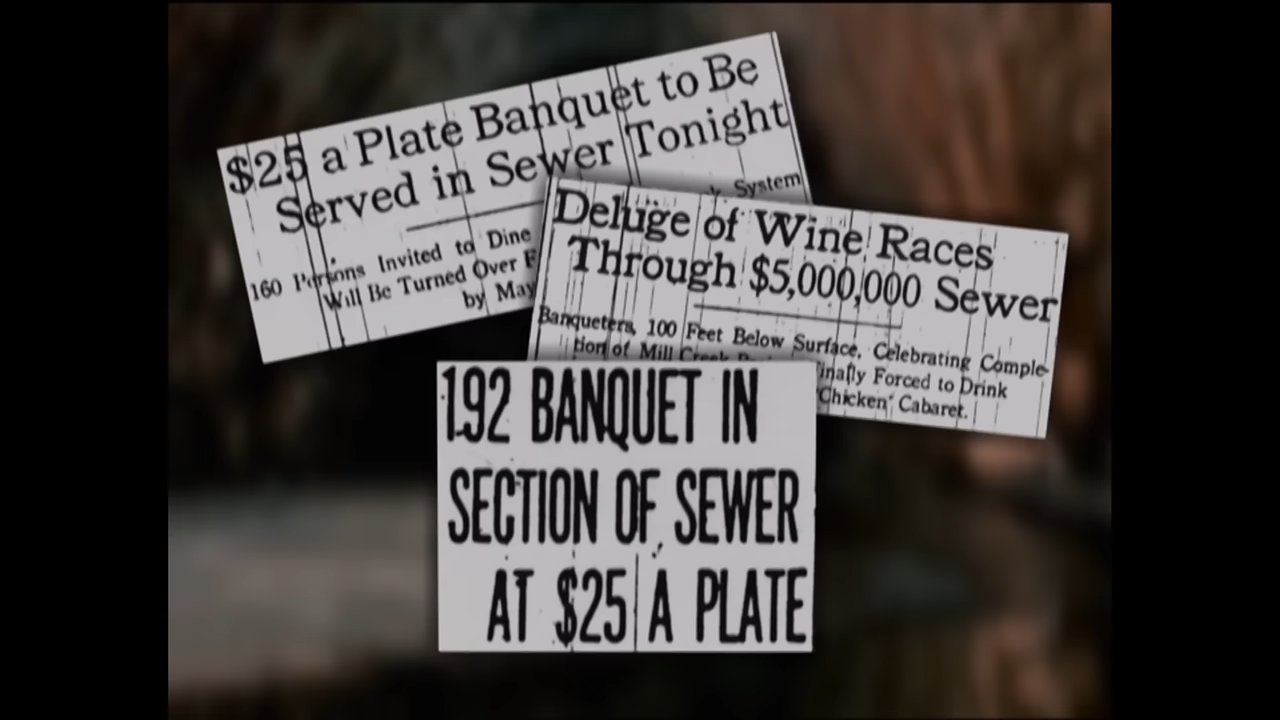 $25 a Plate Banquet to Be
Served in Sewer Tonight
System
160 Persons Invited to Dine
Will Be Turned Over
by
Deluge of Wine Races
Through $5,000,000 Sewer
Banqueters, 100 Feet Below Surface, Celebrating Comple-
tion of Mill Creek
Finally Forced to Drink
'Chicken' Cabaret.
192 BANQUET IN
SECTION OF SEWER
AT $25 A PLATE